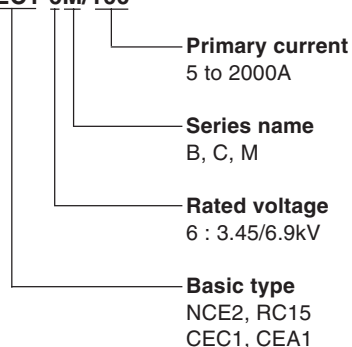 Primary current
5 to 2000A
Series name
B, C, M
Rated voltage
6 : 3.45/6.9kV
Basic type
NCE2, RC15
CEC1, CEA1